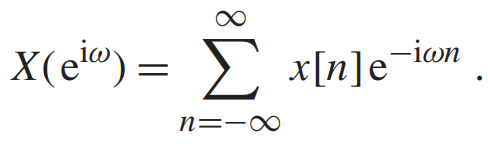 X(e^{iω}) = ∑_{n=−∞}^{∞} x[n]e^{−iωn} .